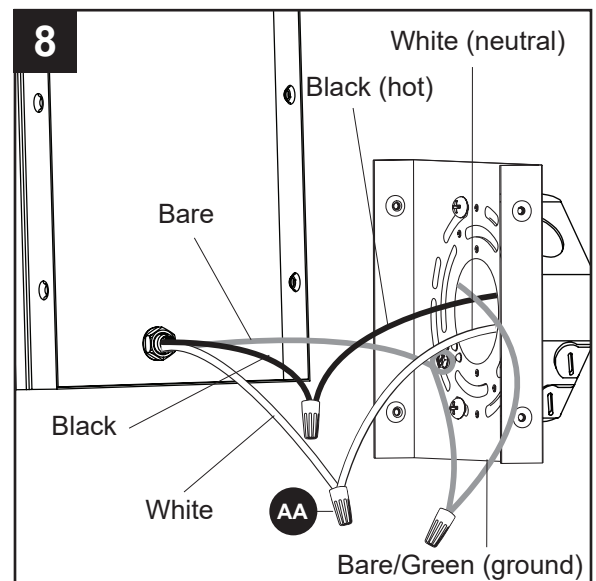 8
White (neutral)
Black (hot)
Bare
Black
White
AA
Bare/Green (ground)